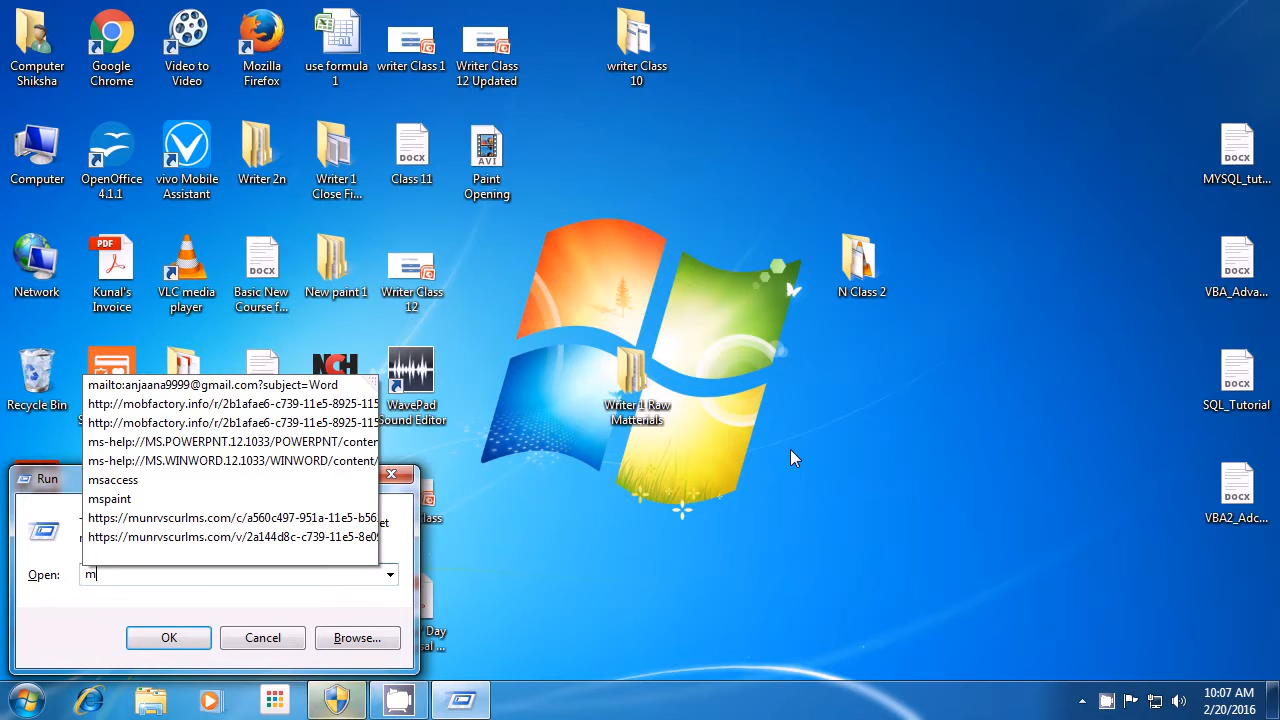 Computer
Shiksha
Google
Chrome
Video to
Video
Mozilla
Firefox
use formula
1
writer Class 1
Writer Class
12 Updated
writer Class
10
Computer
OpenOffice
4.1.1
vivo Mobile
Assistant
Writer 2n
Writer 1
Close Fi...
DOCX
Class 11
AVI
Paint
Opening
DOCX
MYSQL_tut...
Network
PDF
Kunal's
Invoice
VLC media
player
DOCX
Basic New
Course f...
New paint 1
Writer Class
12
N Class 2
DOCX
VBA_Adva...
Recycle Bin
NCH
WavePad
Sound Editor
Writer 1 Raw
Matterials
DOCX
SQL_Tutorial
mailto:anjaana9999@gmail.com?subject=Word
http://mobfactory.info/r/2b1afae6-c739-11e5-8925-115
http://mobfactory.info/r/2b1afae6-c739-11e5-8925-115
ms-help://MS.POWERPNT.12.1033/POWERPNT/conten
ms-help://MS.WINWORD.12.1033/WINWORD/content/
msaccess
mspaint
https://munrvscurlms.com/c/a560c497-951a-11e5-b56
https://munrvscurlms.com/v/2a144d8c-c739-11e5-8e09
Run
Open:
m
OK
Cancel
Browse...
lass
Day
DOCX
VBA2_Adc...
10:07 AM
2/20/2016